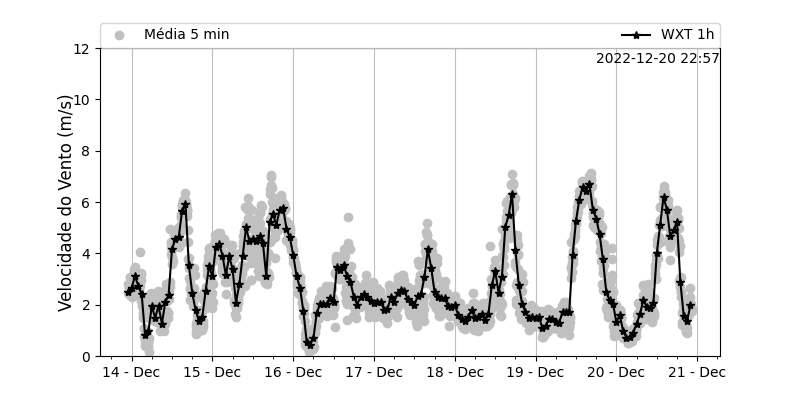 Média 5 min
WXT 1h
2022-12-20 22:57
Velocidade do Vento (m/s)
12
10
8
6
4
2
0
14 - Dec
15 - Dec
16 - Dec
17 - Dec
18 - Dec
19 - Dec
20 - Dec
21 - Dec